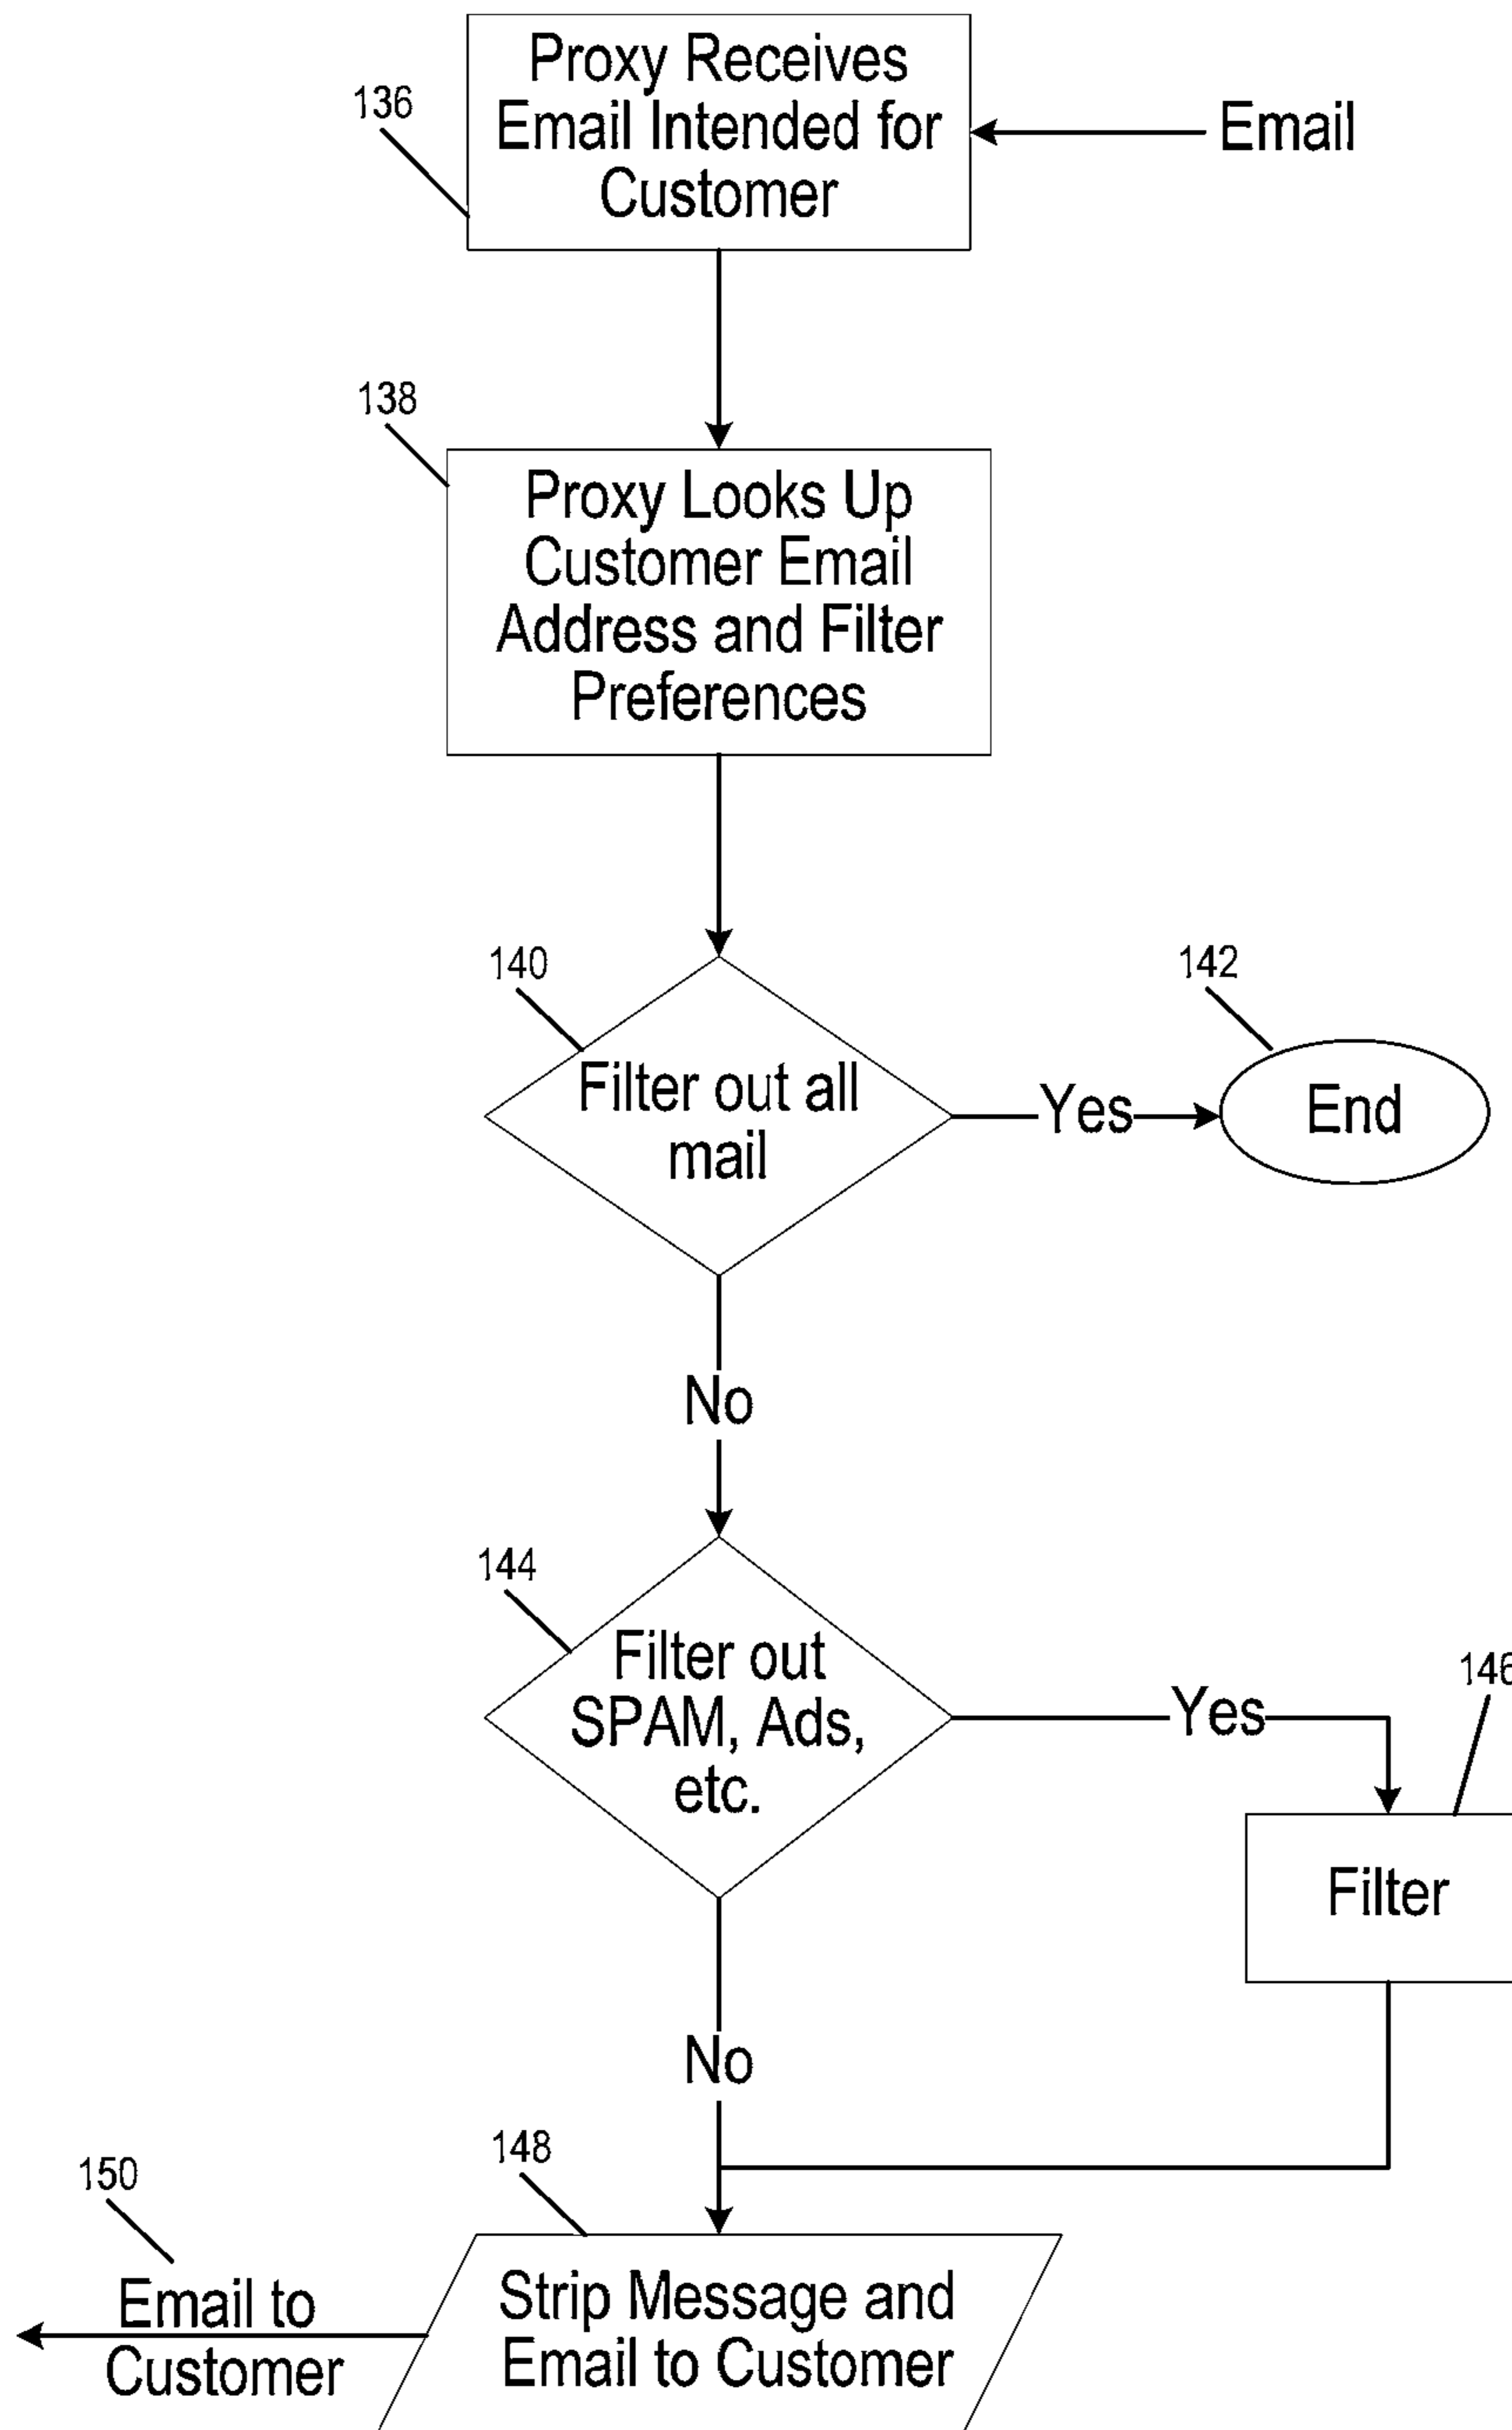 Proxy Receives
Email Intended for
Customer
136
Email
138
Proxy Looks Up
Customer Email
Address and Filter
Preferences
140
142
Filter out all
mail
Yes
End
No
144
Filter out
SPAM, Ads,
etc.
Yes
146
Filter
No
148
150
Strip Message and
Email to Customer
Email to
Customer